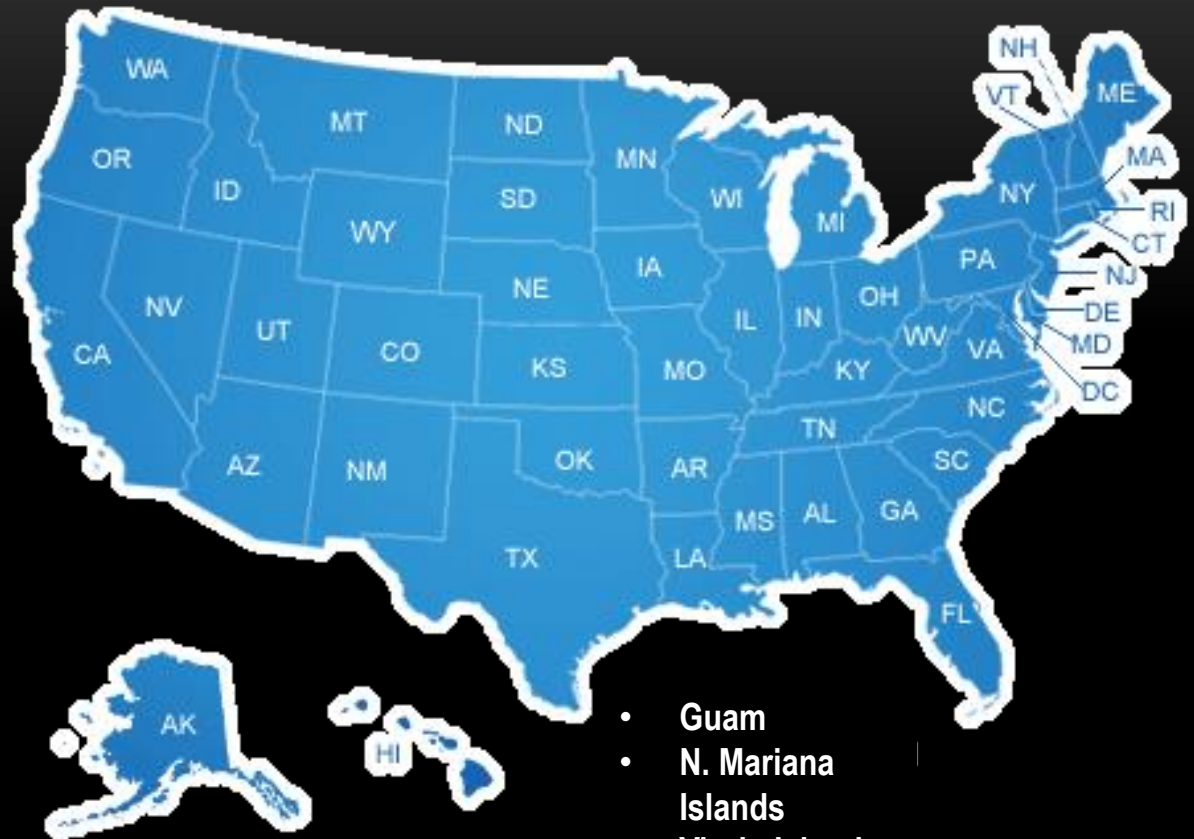 NH
WA
VT
ME
MT
ND
OR
MN
MA
ID
SD
WI
NY
RI
WY
MI
CT
IA
PA
NJ
NE
OH
NV
IL
IN
DE
UT
WV
MD
CA
CO
VA
KS
MO
KY
DC
NC
TN
AZ
NM
OK
AR
SC
MS
AL
GA
TX
LA
FL
AK
HI
• Guam
• N. Mariana
Islands